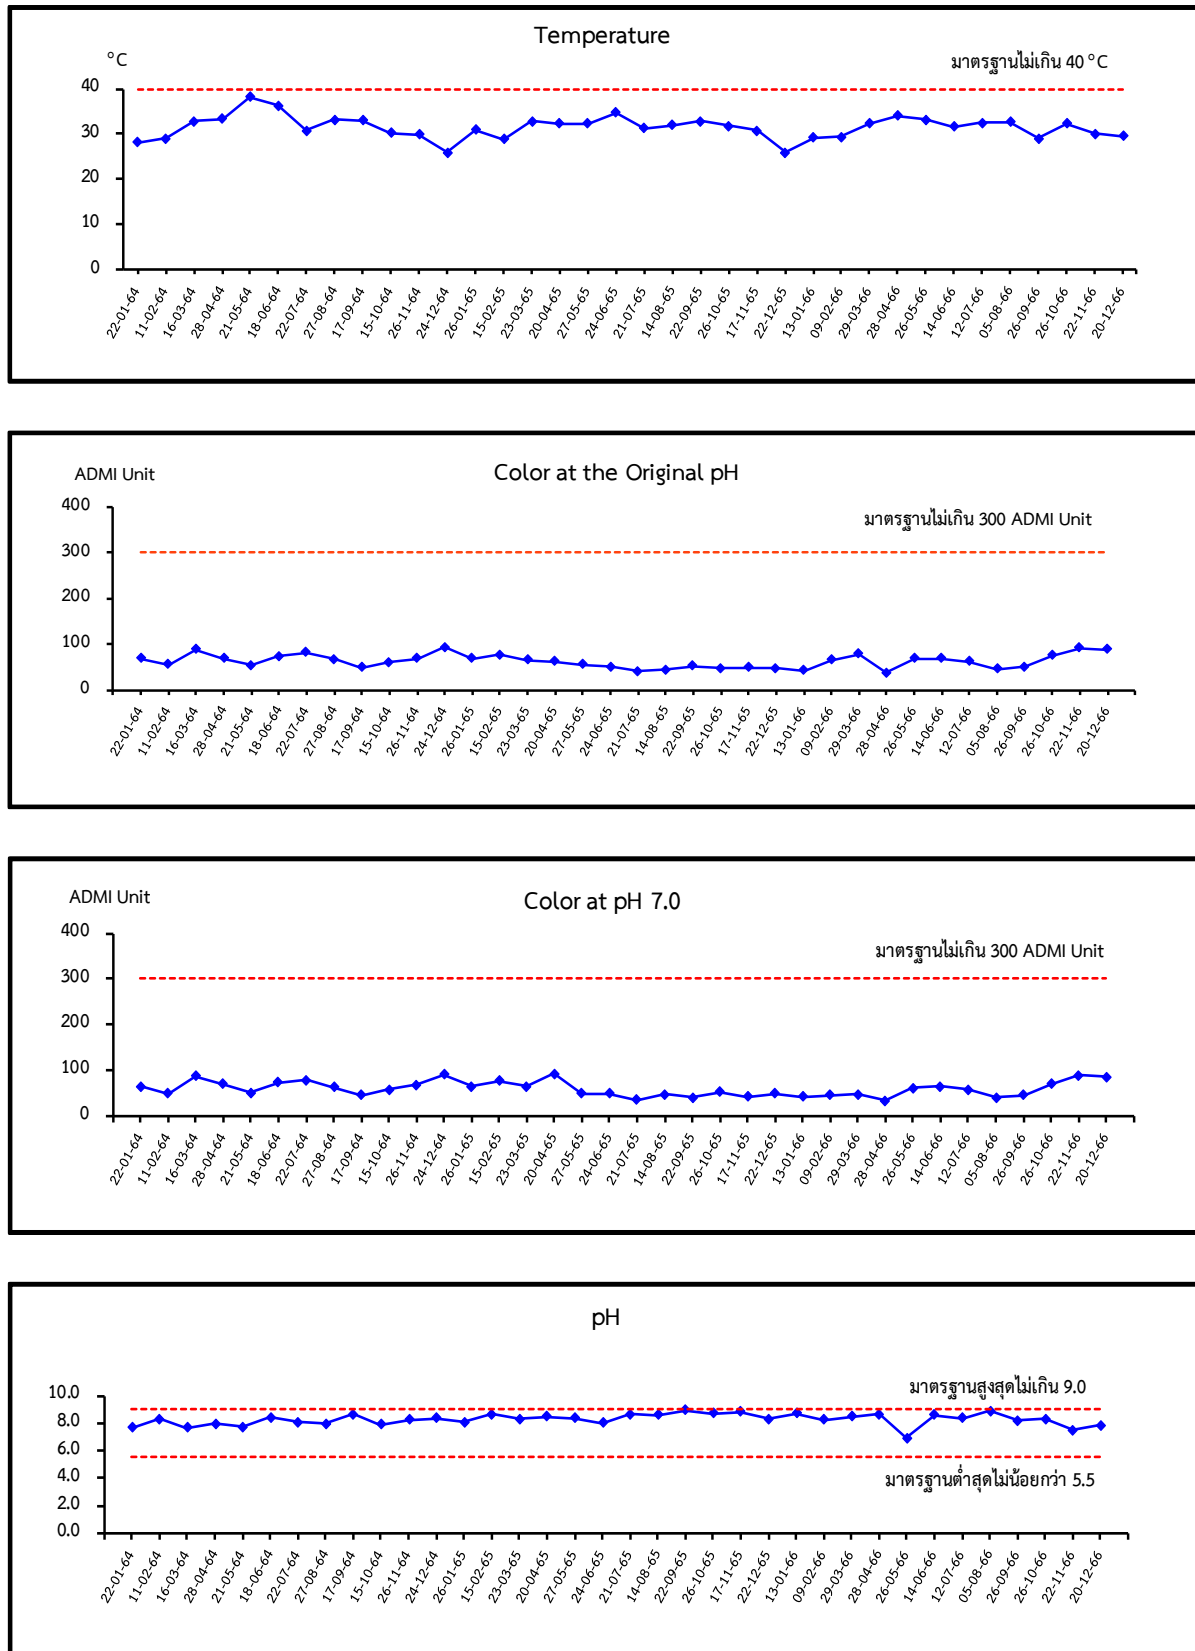 Temperature
°C
มาตรฐานไม่เกิน 40 °C
40
30
20
10
0
22-01-64 11-02-64 16-03-64 28-04-64 21-05-64 18-06-64 22-07-64 27-08-64 17-09-64 15-10-64 26-11-64 24-12-64 26-01-65 15-02-65 23-03-65 20-04-65 27-05-65 24-06-65 21-07-65 14-08-65 22-09-65 26-10-65 17-11-65 22-12-65 13-01-66 09-02-66 29-03-66 28-04-66 26-05-66 14-06-66 12-07-66 05-08-66 26-09-66 26-10-66 22-11-66 20-12-66
ADMI Unit
Color at the Original pH
มาตรฐานไม่เกิน 300 ADMI Unit
400
300
200
100
0
22-01-64 11-02-64 16-03-64 28-04-64 21-05-64 18-06-64 22-07-64 27-08-64 17-09-64 15-10-64 26-11-64 24-12-64 26-01-65 15-02-65 23-03-65 20-04-65 27-05-65 24-06-65 21-07-65 14-08-65 22-09-65 26-10-65 17-11-65 22-12-65 13-01-66 09-02-66 29-03-66 28-04-66 26-05-66 14-06-66 12-07-66 05-08-66 26-09-66 26-10-66 22-11-66 20-12-66
ADMI Unit
Color at pH 7.0
มาตรฐานไม่เกิน 300 ADMI Unit
400
300
200
100
0
22-01-64 11-02-64 16-03-64 28-04-64 21-05-64 18-06-64 22-07-64 27-08-64 17-09-64 15-10-64 26-11-64 24-12-64 26-01-65 15-02-65 23-03-65 20-04-65 27-05-65 24-06-65 21-07-65 14-08-65 22-09-65 26-10-65 17-11-65 22-12-65 13-01-66 09-02-66 29-03-66 28-04-66 26-05-66 14-06-66 12-07-66 05-08-66 26-09-66 26-10-66 22-11-66 20-12-66
pH
มาตรฐานสูงสุดไม่เกิน 9.0
10.0
8.0
6.0
4.0
2.0
0.0
มาตรฐานต่ำสุดไม่น้อยกว่า 5.5
22-01-64 11-02-64 16-03-64 28-04-64 21-05-64 18-06-64 22-07-64 27-08-64 17-09-64 15-10-64 26-11-64 24-12-64 26-01-65 15-02-65 23-03-65 20-04-65 27-05-65 24-06-65 21-07-65 14-08-65 22-09-65 26-10-65 17-11-65 22-12-65 13-01-66 09-02-66 29-03-66 28-04-66 26-05-66 14-06-66 12-07-66 05-08-66 26-09-66 26-10-66 22-11-66 20-12-66